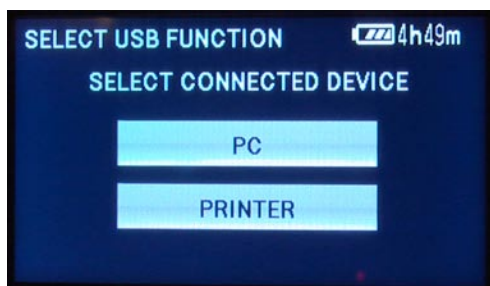 SELECT USB FUNCTION 4h49m
SELECT CONNECTED DEVICE
PC
PRINTER